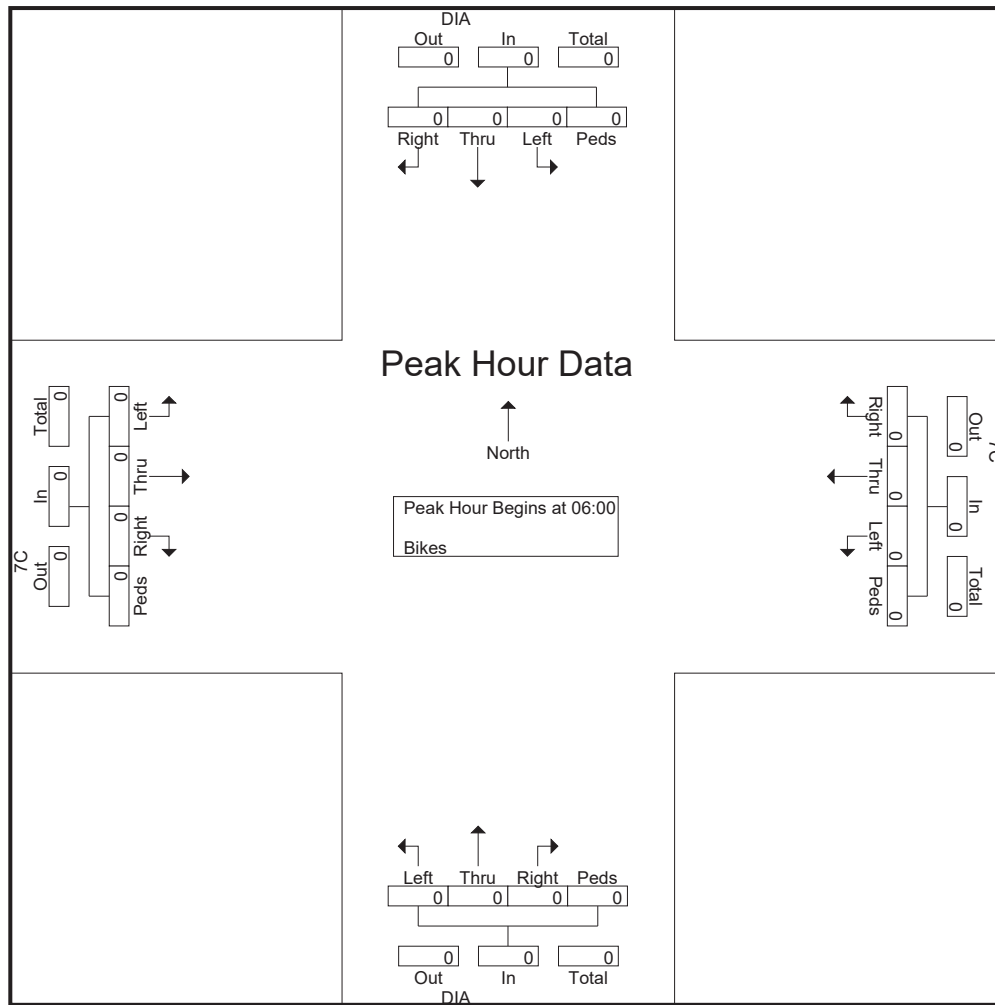 DIA
Out In Total
0 0 0
0 0 0 0
Right Thru Left Peds
Peak Hour Data
North
Peak Hour Begins at 06:00
Bikes
7C
Out In Total
0 0 0
Left Thru Right Peds
0 0 0 0
7C
Out In Total
0 0 0
Right Thru Left Peds
0 0 0 0
Left Thru Right Peds
0 0 0 0
0 0 0
Out In Total
DIA